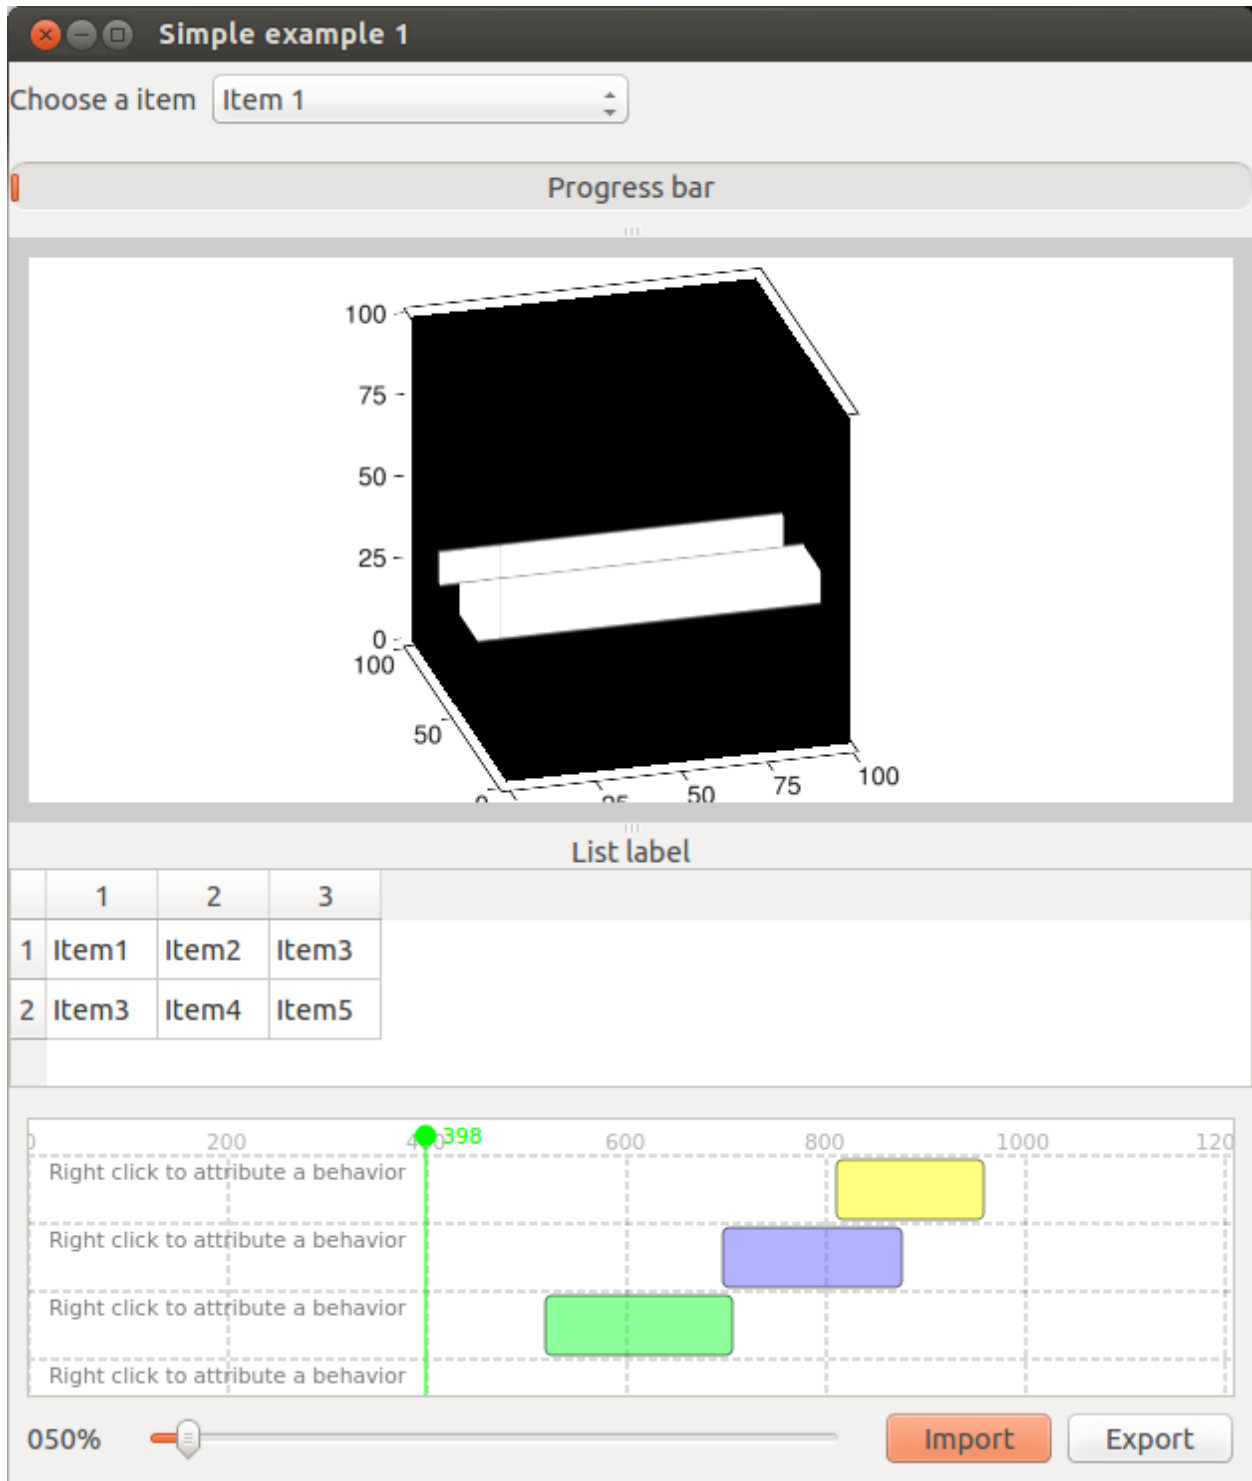 Simple example 1
Choose a item Item 1
Progress bar
100
75
50
25
0
100
50
100
75
50
List label
1 2 3
1 Item1 Item2 Item3
2 Item3 Item4 Item5
0 200 398 600 800 1000
Right click to attribute a behavior
Right click to attribute a behavior
Right click to attribute a behavior
Right click to attribute a behavior
050% Import Export